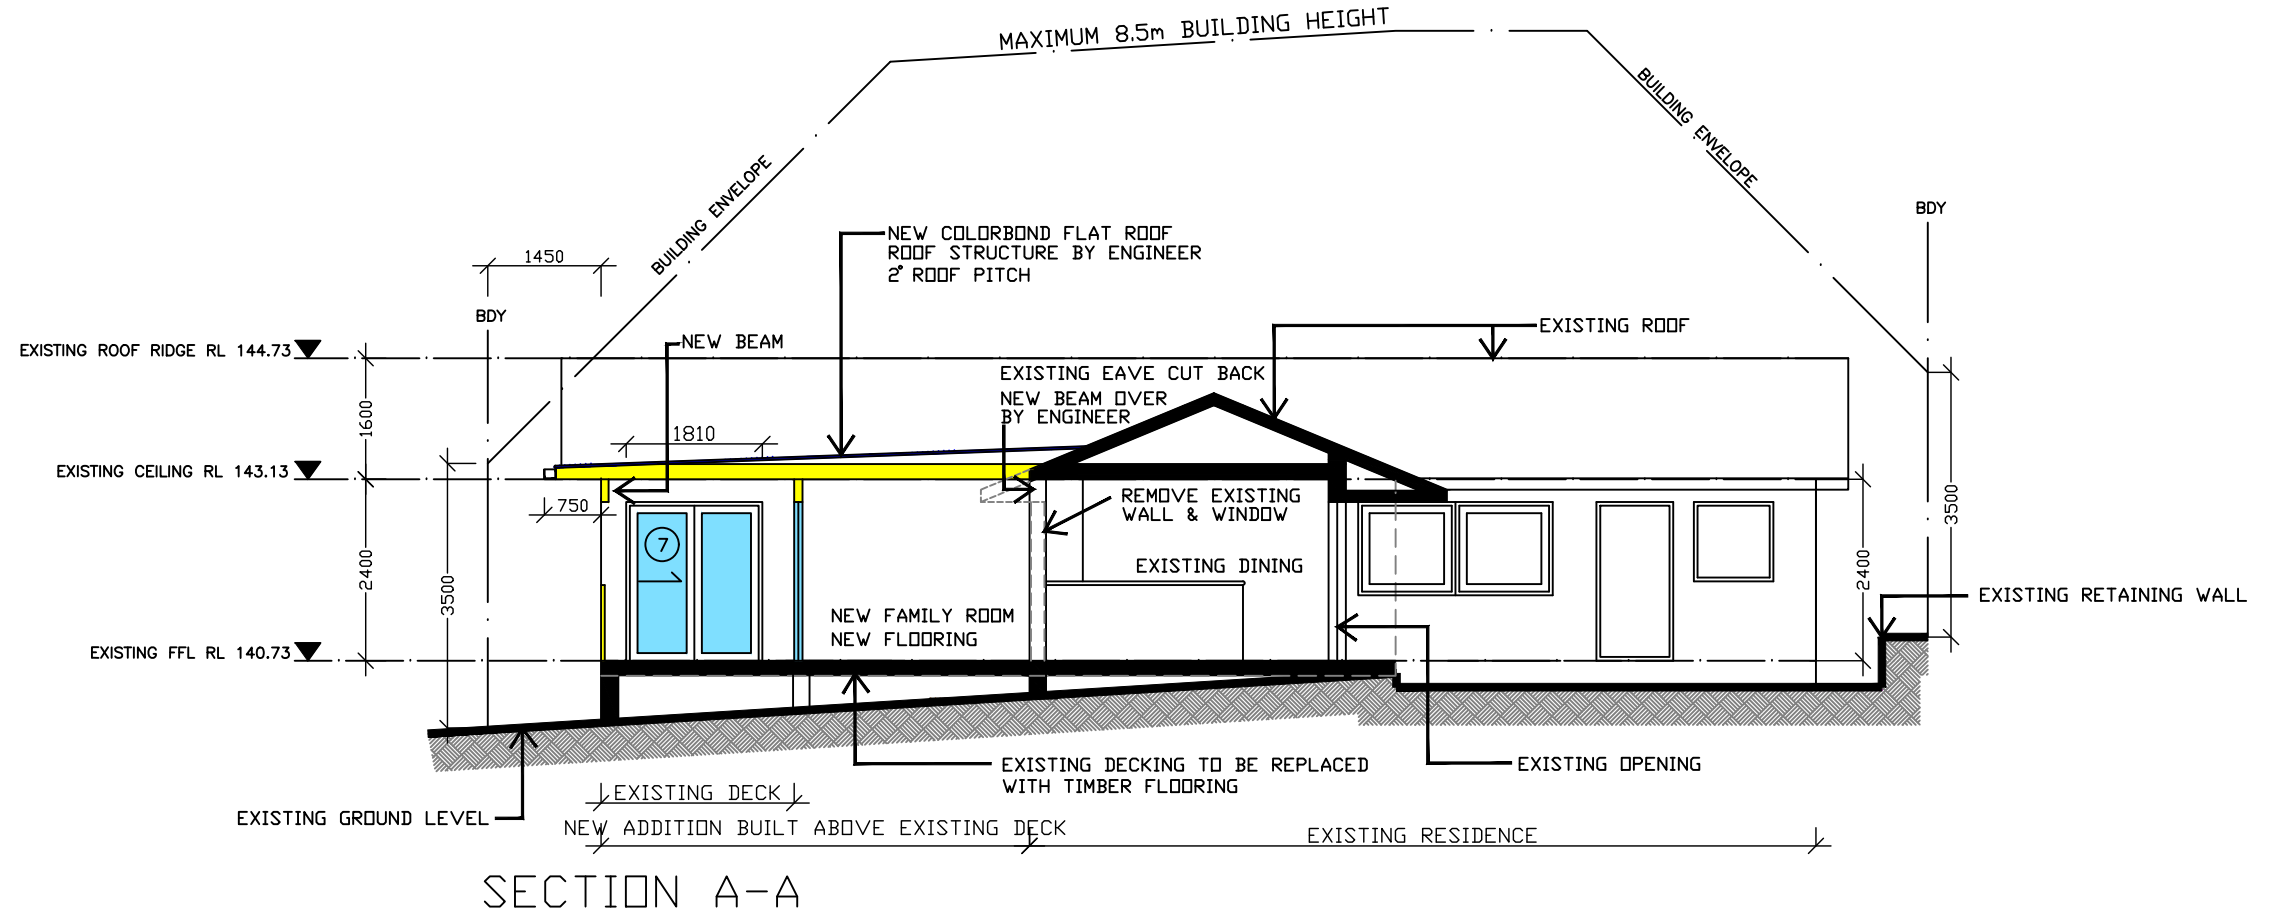 MAXIMUM 8.5m BUILDING HEIGHT
BUILDING ENVELOPE
BUILDING ENVELOPE
BDY
NEW COLORBOND FLAT ROOF
ROOF STRUCTURE BY ENGINEER
2° ROOF PITCH
1450
BDY
EXISTING ROOF
NEW BEAM
EXISTING ROOF RIDGE RL 144.73
EXISTING EAVE CUT BACK
NEW BEAM OVER
BY ENGINEER
1600
1810
EXISTING CEILING RL 143.13
750
REMOVE EXISTING
WALL & WINDOW
3500
7
EXISTING DINING
2400
3500
2400
EXISTING RETAINING WALL
NEW FAMILY ROOM
NEW FLOORING
EXISTING FFL RL 140.73
EXISTING DECKING TO BE REPLACED
WITH TIMBER FLOORING
EXISTING OPENING
EXISTING DECK
EXISTING GROUND LEVEL
NEW ADDITION BUILT ABOVE EXISTING DECK
EXISTING RESIDENCE
SECTION A-A